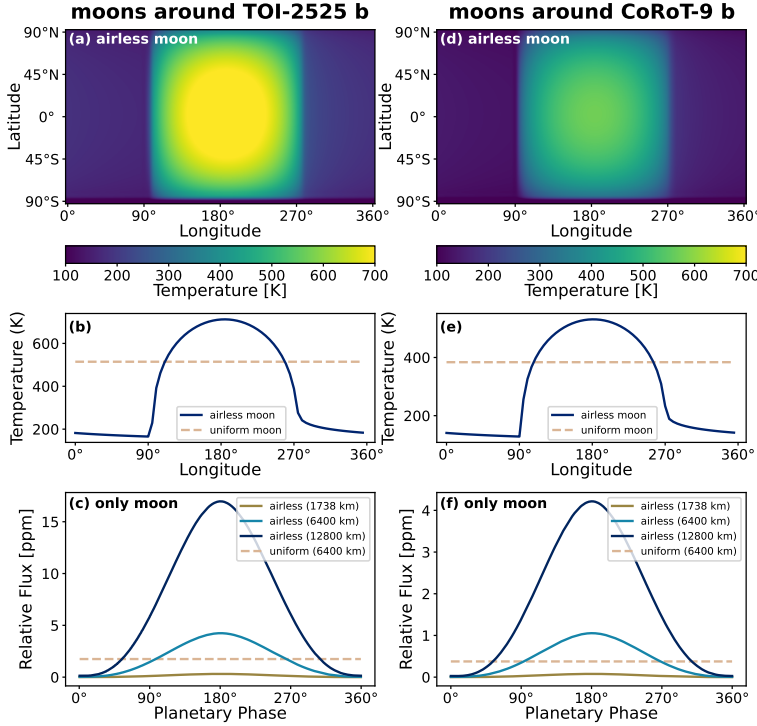 moons around TOI-2525 b
(a) airless moon
90°N
45°N
0°
45°S
90°S
Latitude
0° 90° 180° 270° 360°
Longitude
100 200 300 400 500 600 700
Temperature [K]
(b)
600
400
200
Temperature (K)
airless moon
uniform moon
0° 90° 180° 270° 360°
Longitude
(c) only moon
15
10
5
0
Relative Flux [ppm]
airless (1738 km)
airless (6400 km)
airless (12800 km)
uniform (6400 km)
0° 90° 180° 270° 360°
Planetary Phase
moons around CoRoT-9 b
(d) airless moon
90°N
45°N
0°
45°S
90°S
Latitude
0° 90° 180° 270° 360°
Longitude
100 200 300 400 500 600 700
Temperature [K]
(e)
400
200
Temperature (K)
airless moon
uniform moon
0° 90° 180° 270° 360°
Longitude
(f) only moon
4
3
2
1
0
Relative Flux [ppm]
airless (1738 km)
airless (6400 km)
airless (12800 km)
uniform (6400 km)
0° 90° 180° 270° 360°
Planetary Phase